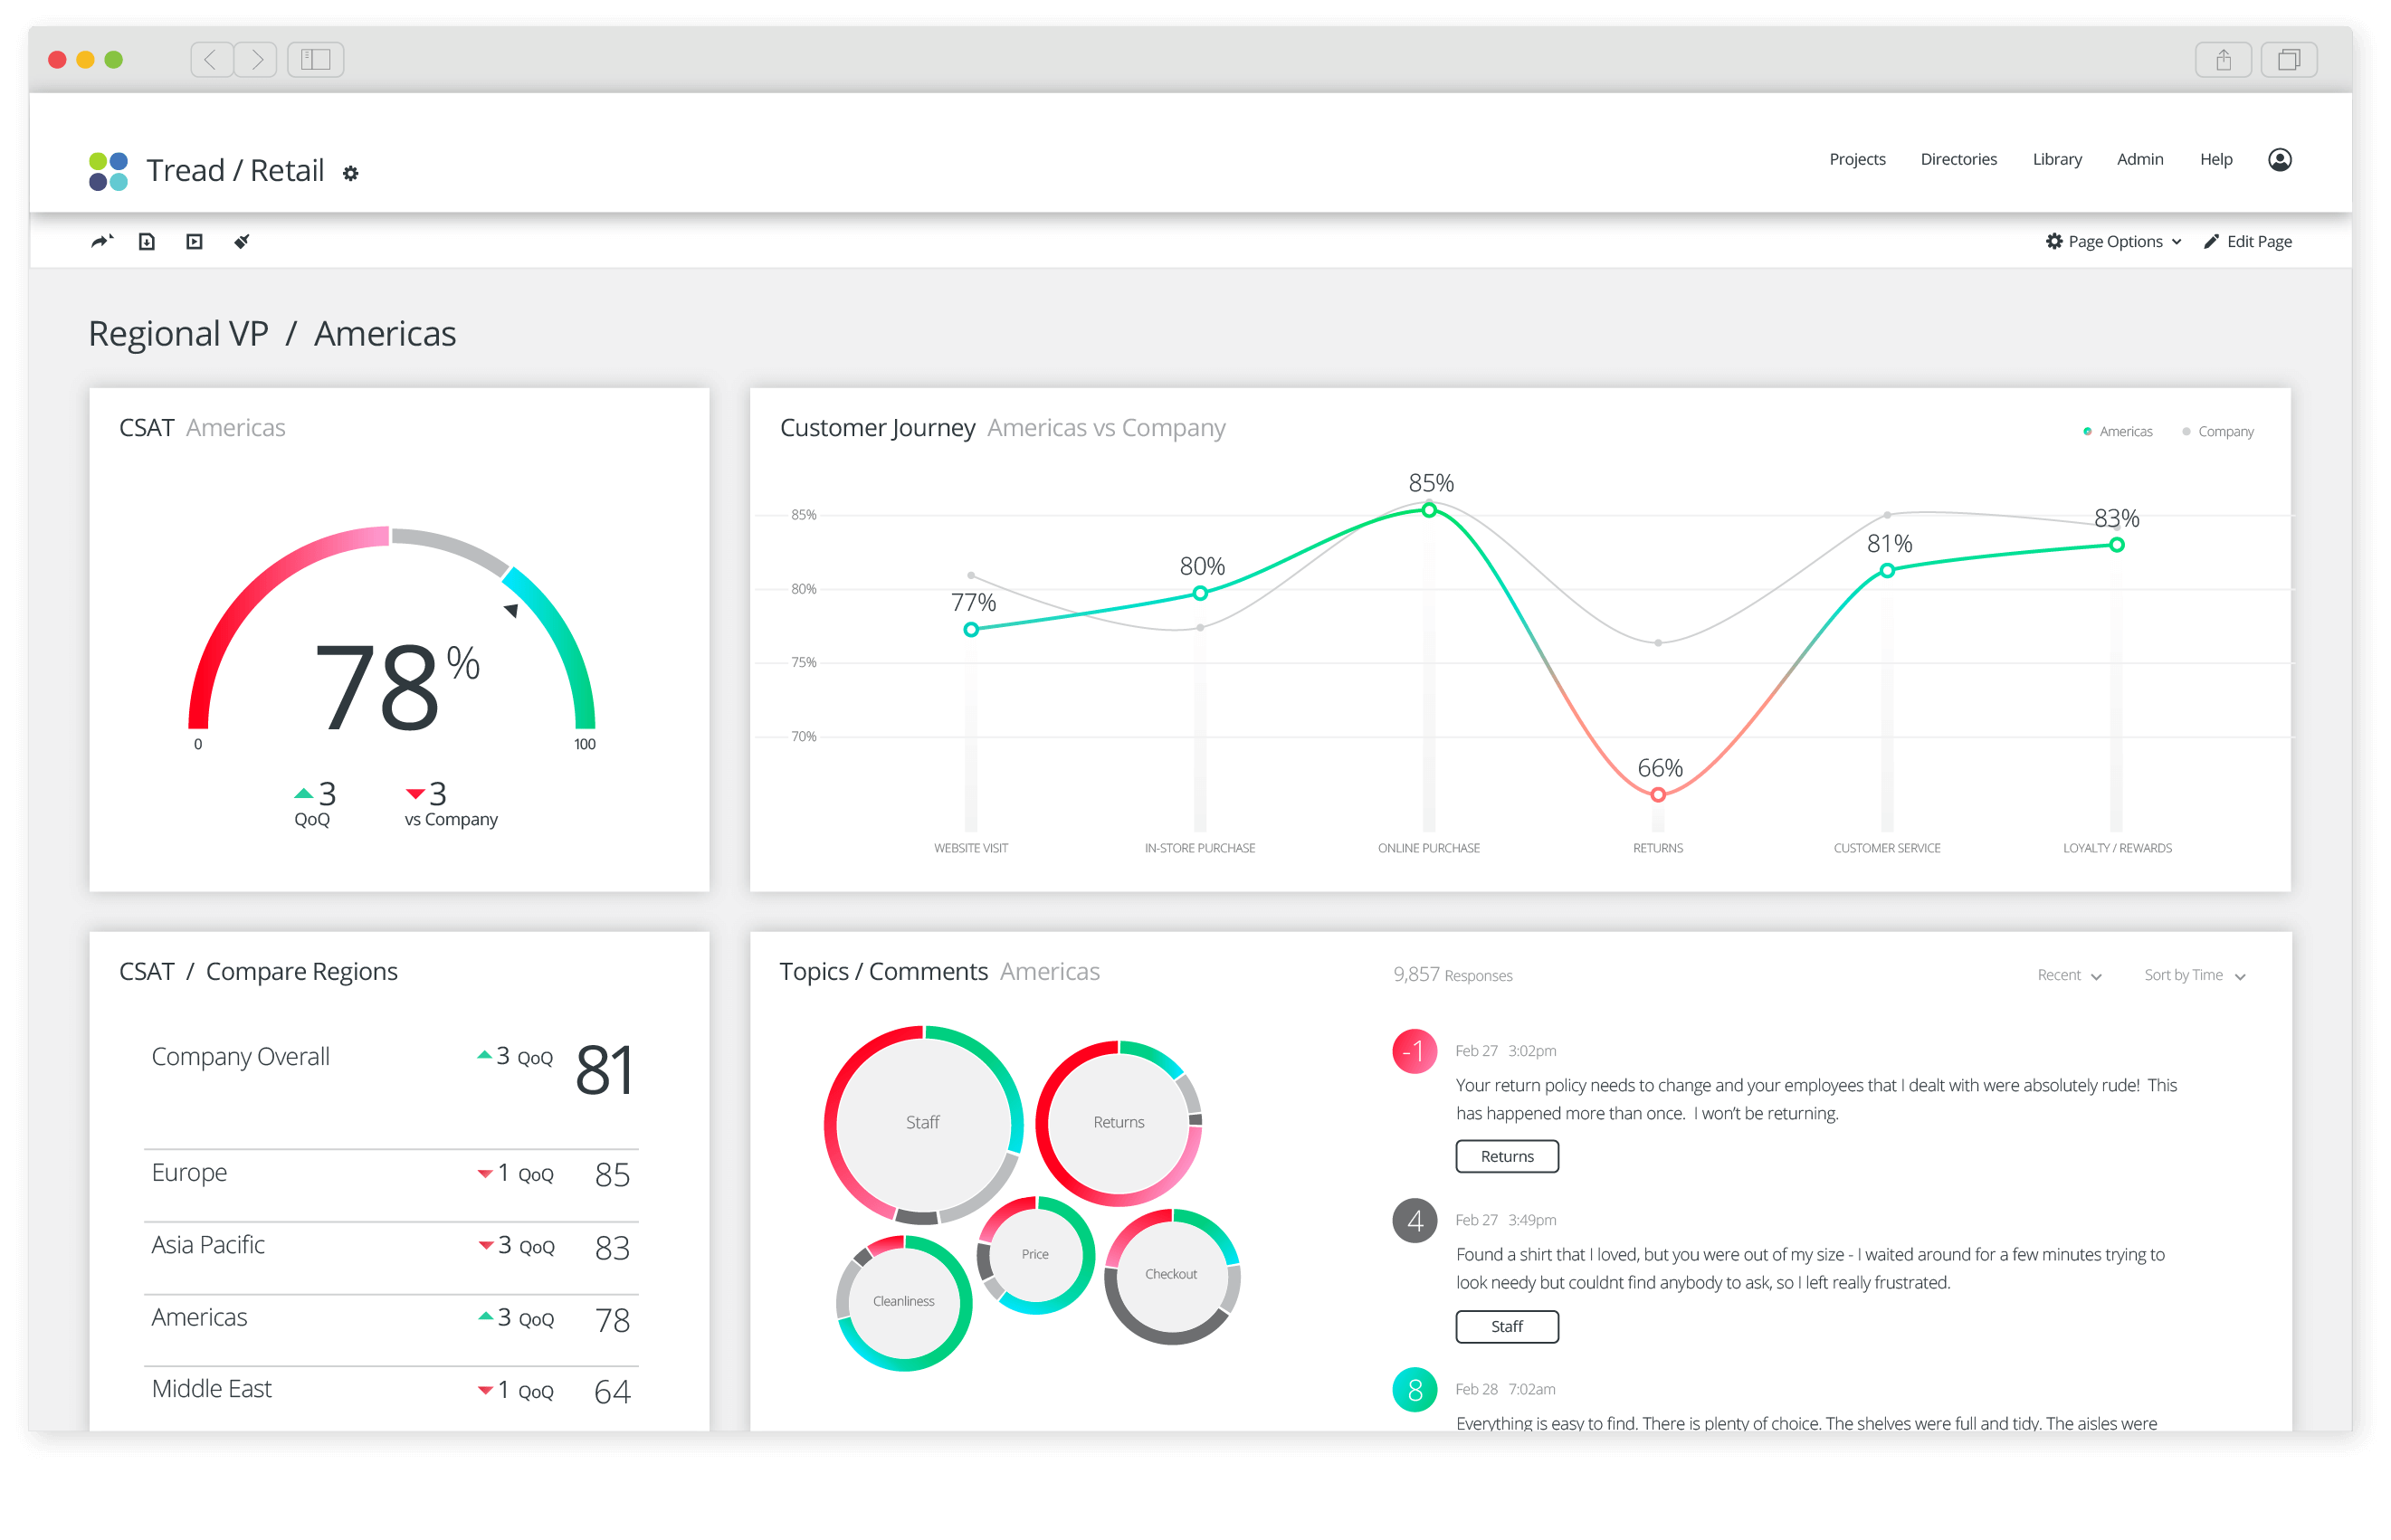 Tread / Retail
Projects
Directories
Library
Admin
Help
Page Options
Edit Page
Regional VP / Americas
CSAT Americas
78%
0
100
3
QoQ
3
vs Company
Customer Journey Americas vs Company
Americas
Company
85%
80%
75%
70%
77%
80%
85%
66%
81%
83%
WEBSITE VISIT
IN-STORE PURCHASE
ONLINE PURCHASE
RETURNS
CUSTOMER SERVICE
LOYALTY / REWARDS
CSAT / Compare Regions
Company Overall 3 QoQ 81
Europe 1 QoQ 85
Asia Pacific 3 QoQ 83
Americas 3 QoQ 78
Middle East 1 QoQ 64
Topics / Comments Americas
Staff
Returns
Price
Checkout
Cleanliness
9,857 Responses
Recent
Sort by Time
-1
Feb 27 3:02pm
Your return policy needs to change and your employees that I dealt with were absolutely rude! This
has happened more than once. I won't be returning.
Returns
4
Feb 27 3:49pm
Found a shirt that I loved, but you were out of my size - I waited around for a few minutes trying to
look needy but couldnt find anybody to ask, so I left really frustrated.
Staff
8
Feb 28 7:02am
Everything is easy to find. There is plenty of choice. The shelves were full and tidy. The aisles were